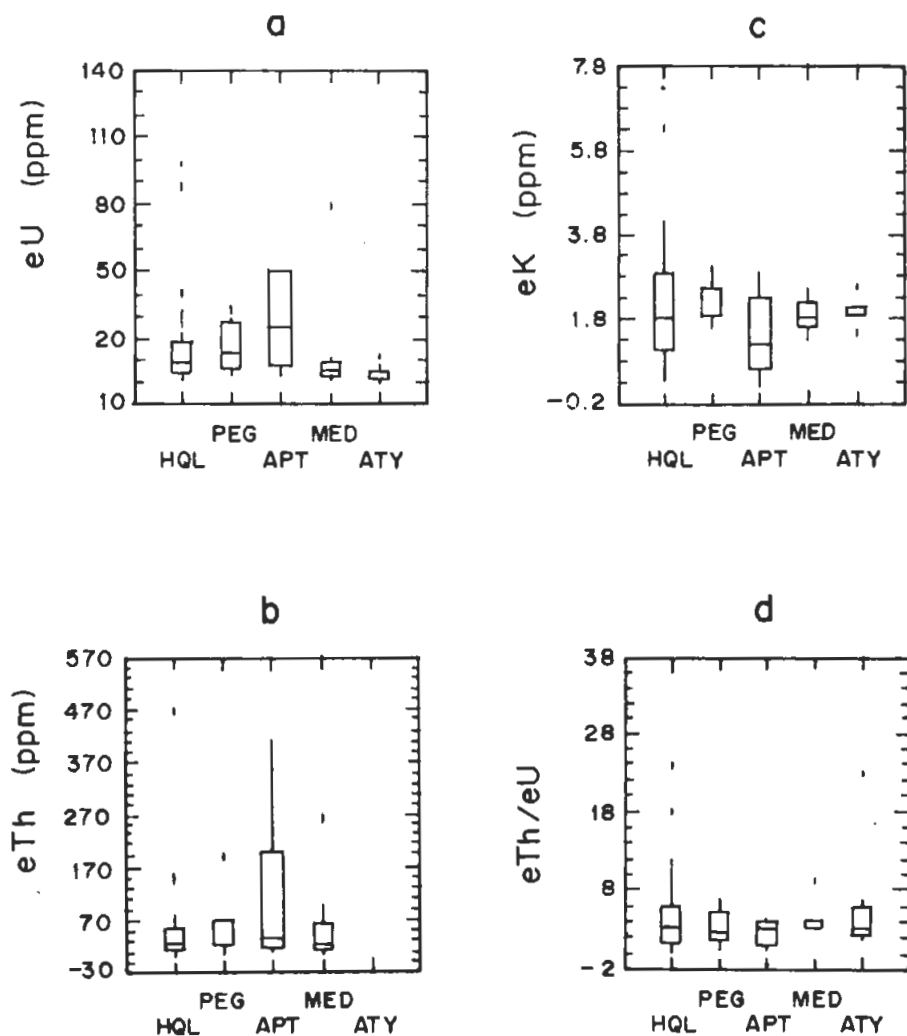 a
eU (ppm)
140
110
80
50
20
10
PEG MED
HQL APT ATY
c
eK (ppm)
7.8
5.8
3.8
1.8
-0.2
PEG MED
HQL APT ATY
b
eTh (ppm)
570
470
370
270
170
70
-30
PEG MED
HQL APT ATY
d
eTh/eU
38
28
18
8
-2
PEG MED
HQL APT ATY